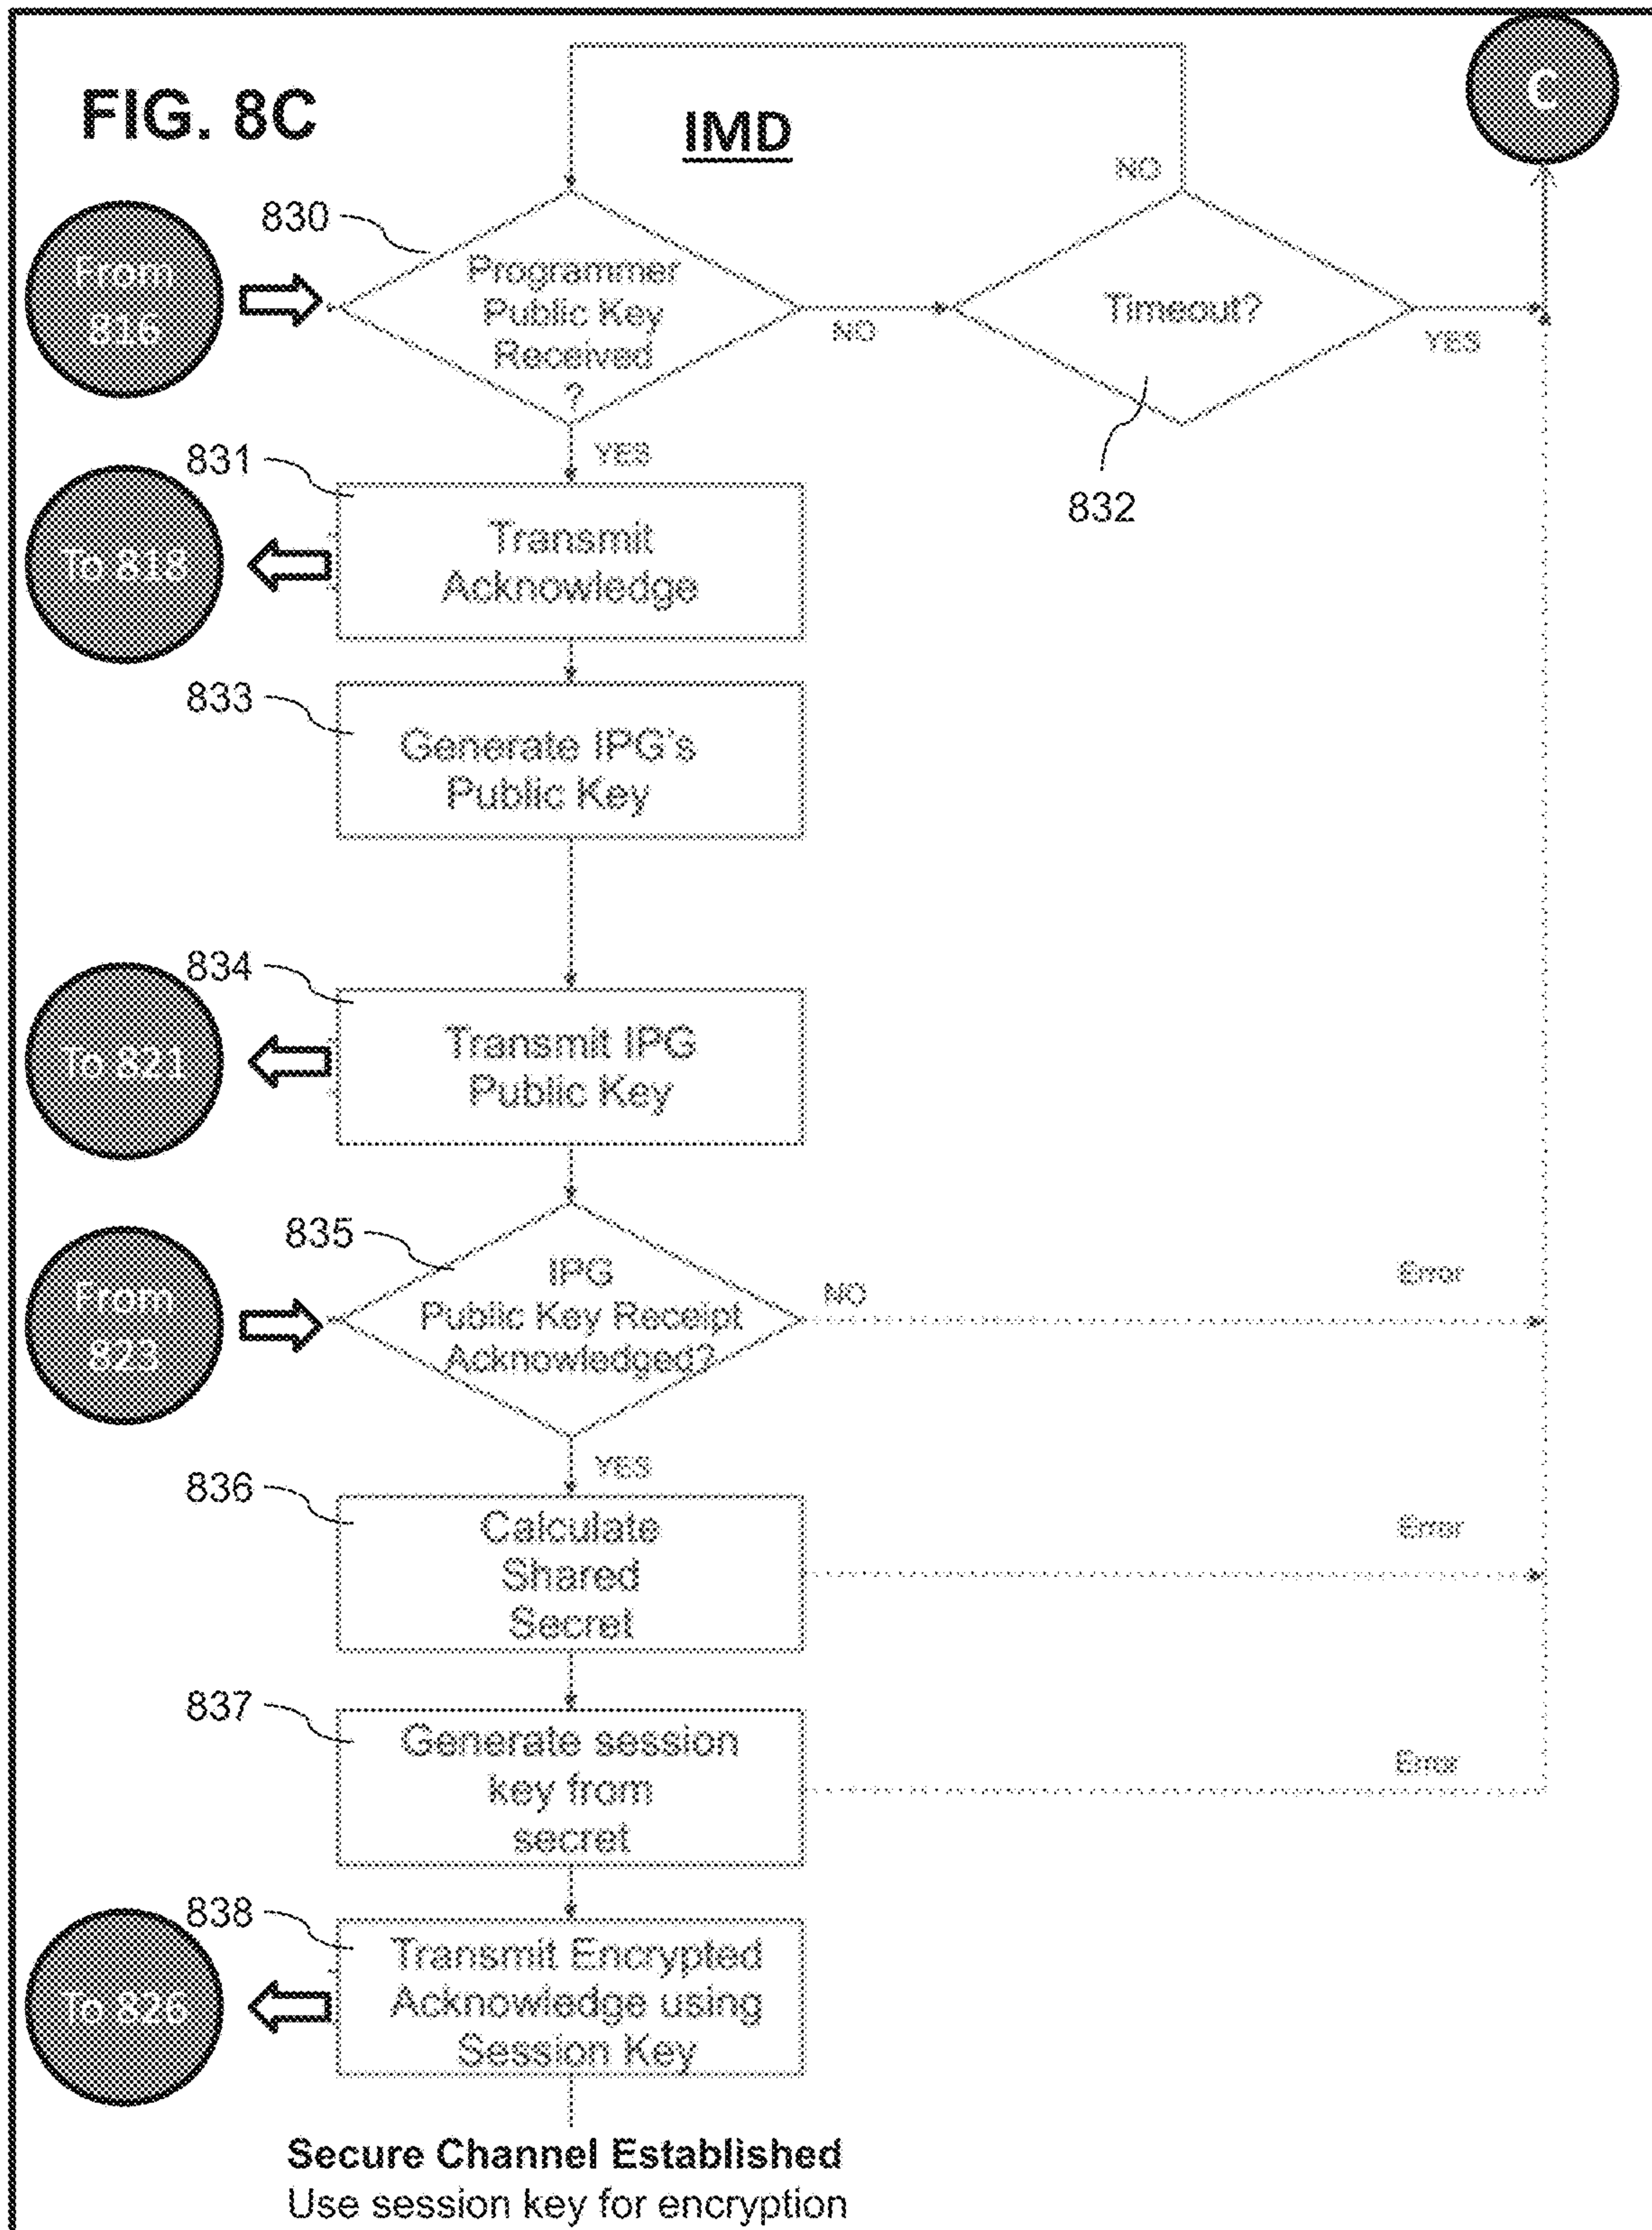 FIG. 8C
IMD
C
From
816
830
Programmer
Public Key
Received
?
NO
Timeout?
NO
YES
832
YES
831
To 818
Transmit
Acknowledge
833
Generate IPG's
Public Key
834
To 821
Transmit IPG
Public Key
835
From
823
IPG
Public Key Receipt
Acknowledged?
NO
Error
YES
836
Calculate
Shared
Secret
Error
837
Generate session
key from
secret
Error
838
To 826
Transmit Encrypted
Acknowledge using
Session Key
Secure Channel Established
Use session key for encryption